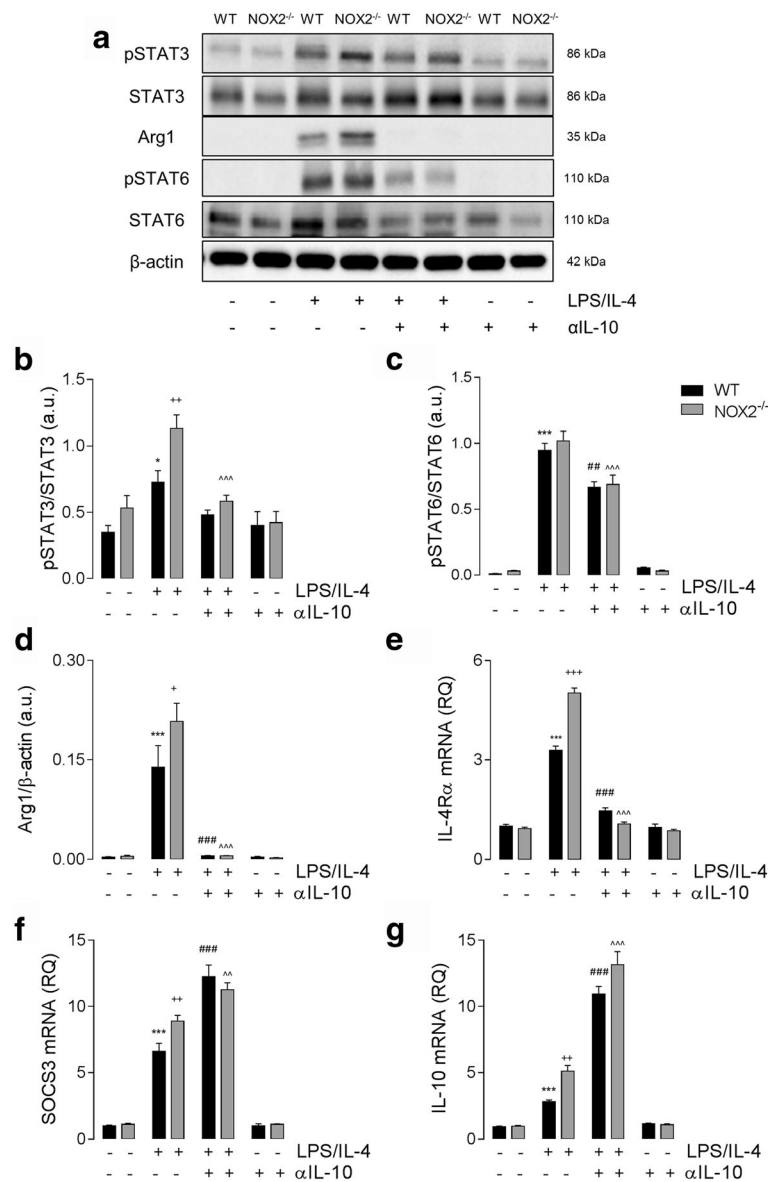 a
WT NOX2-/- WT NOX2-/- WT NOX2-/- WT NOX2-/-
pSTAT3 86 kDa
STAT3 86 kDa
Arg1 35 kDa
pSTAT6 110 kDa
STAT6 110 kDa
β-actin 42 kDa
- - + + + + - - LPS/IL-4
- - - - + + + + αIL-10
b
pSTAT3/STAT3 (a.u.)
1.5
1.0
0.5
0.0
* ++ ^^^
- - + + + + - - LPS/IL-4
- - - - + + + + αIL-10
c
pSTAT6/STAT6 (a.u.)
1.5
1.0
0.5
0.0
*** ## ^^^
WT
NOX2-/-
- - + + + + - - LPS/IL-4
- - - - + + + + αIL-10
d
Arg1/β-actin (a.u.)
0.30
0.15
0.00
*** + ### ^^^
- - + + + + - - LPS/IL-4
- - - - + + + + αIL-10
e
IL-4Rα mRNA (RQ)
6
3
0
*** +++ ### ^^^
- - + + + + - - LPS/IL-4
- - - - + + + + αIL-10
f
SOCS3 mRNA (RQ)
15
10
5
0
*** ++ ### ^^
- - + + + + - - LPS/IL-4
- - - - + + + + αIL-10
g
IL-10 mRNA (RQ)
15
10
5
0
*** ++ ### ^^^
- - + + + + - - LPS/IL-4
- - - - + + + + αIL-10